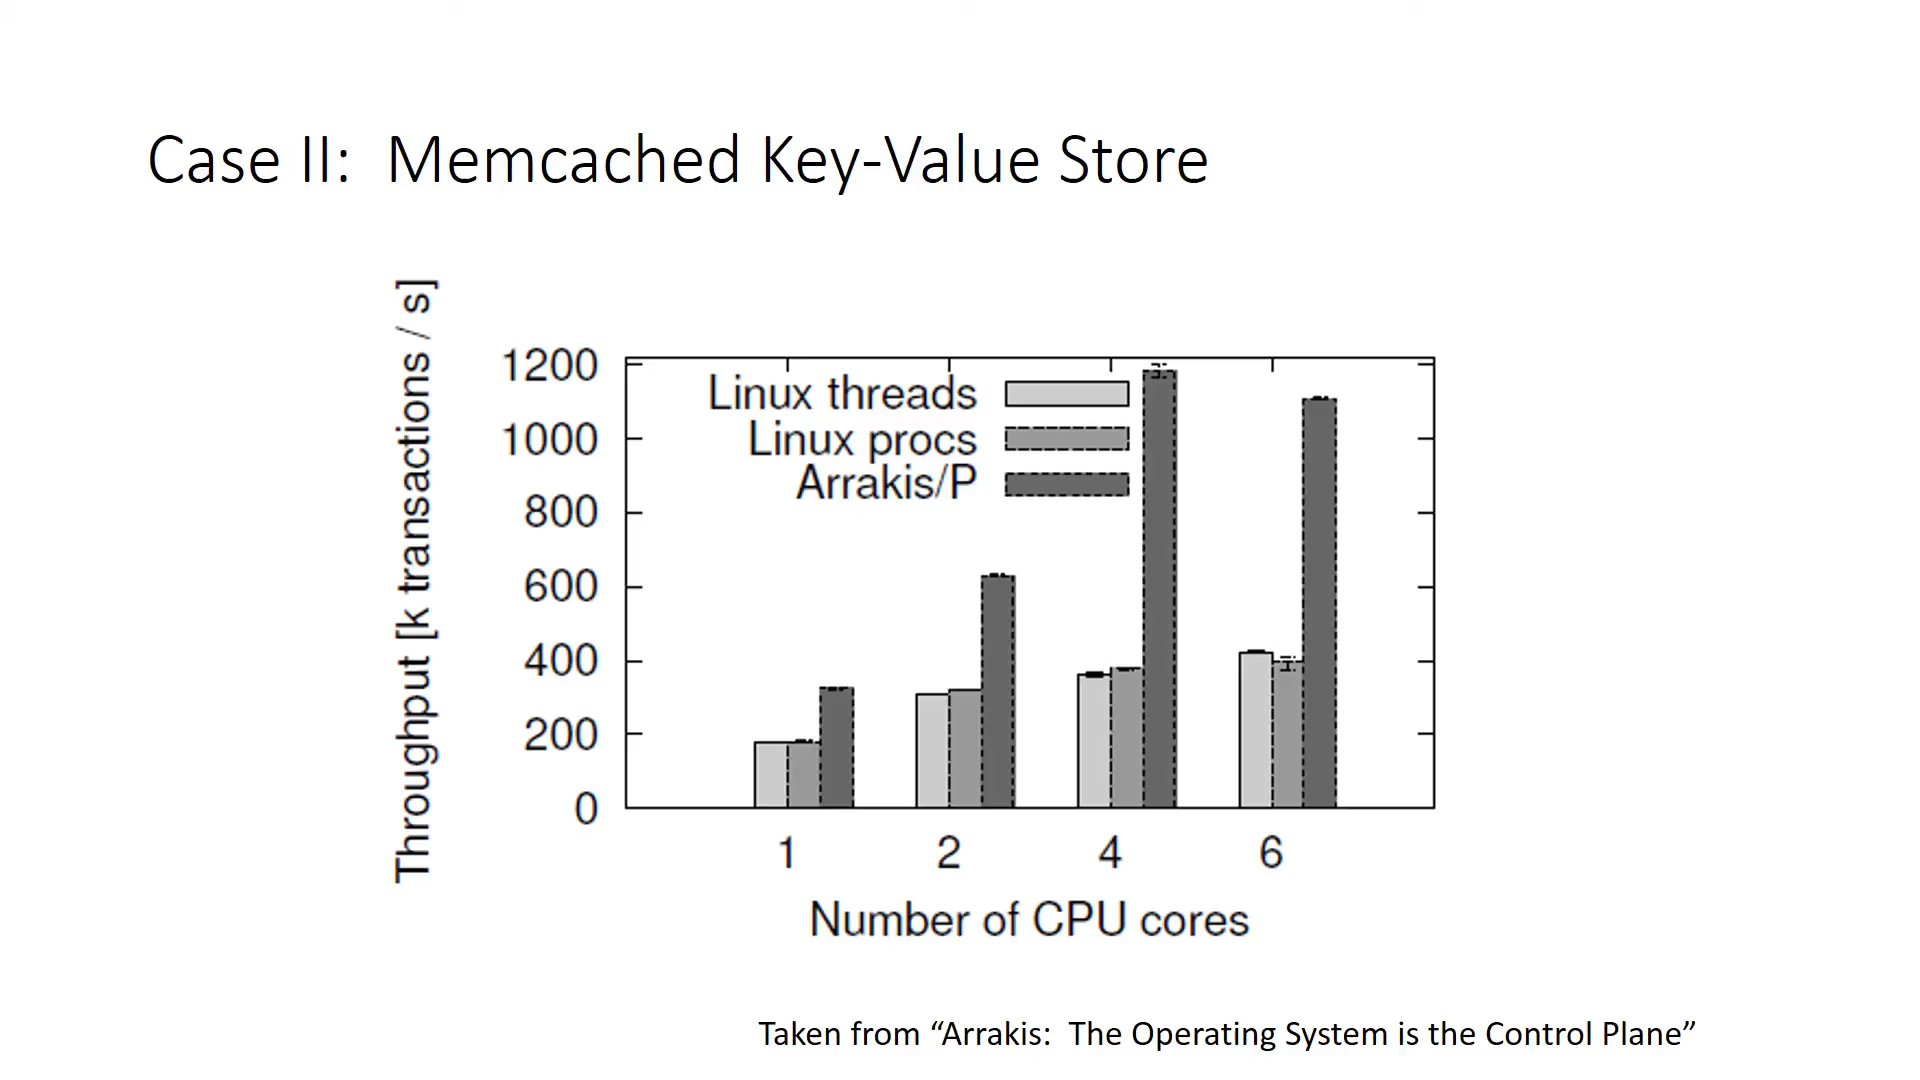 Case II:  Memcached Key-Value Store
Throughput [k transactions / s]
1200
1000
800
600
400
200
0
Linux threads
Linux procs
Arrakis/P
1 2 4 6
Number of CPU cores
Taken from “Arrakis:  The Operating System is the Control Plane”